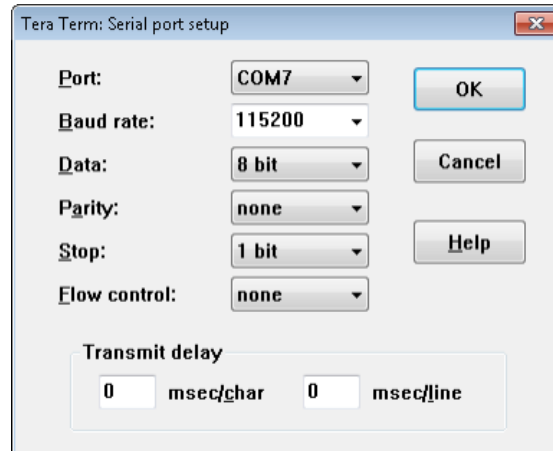 Tera Term: Serial port setup
Port: COM7 OK
Baud rate: 115200
Data: 8 bit Cancel
Parity: none
Stop: 1 bit Help
Flow control: none
Transmit delay
0 msec/char 0 msec/line